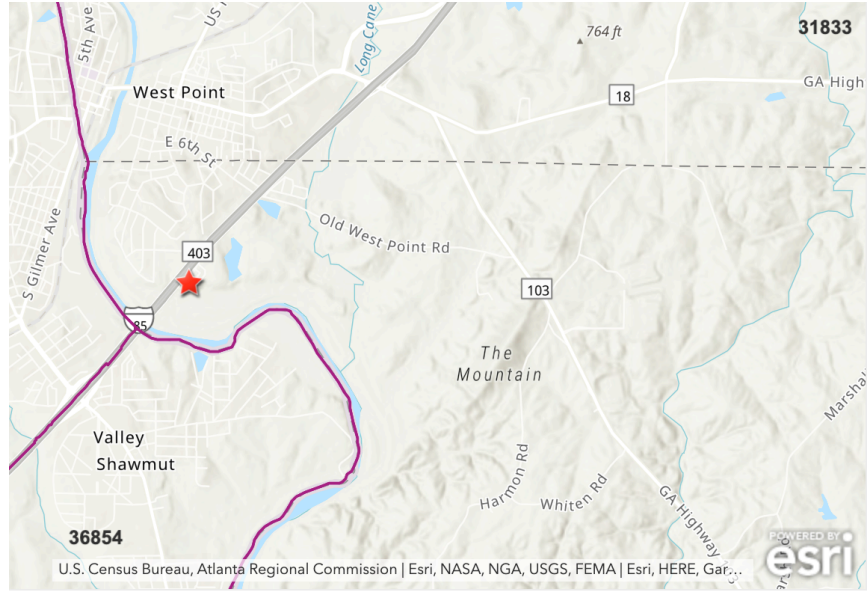 5th Ave
US
Long Cane
764 ft
31833
West Point
18
GA High
E 6th St
S Gilmer Ave
Old West Point Rd
403
103
85
The
Mountain
Valley
Shawmut
Harmon Rd
Whiten Rd
GA Highway
36854
POWERED BY
esri
U.S. Census Bureau, Atlanta Regional Commission | Esri, NASA, NGA, USGS, FEMA | Esri, HERE, Gar...